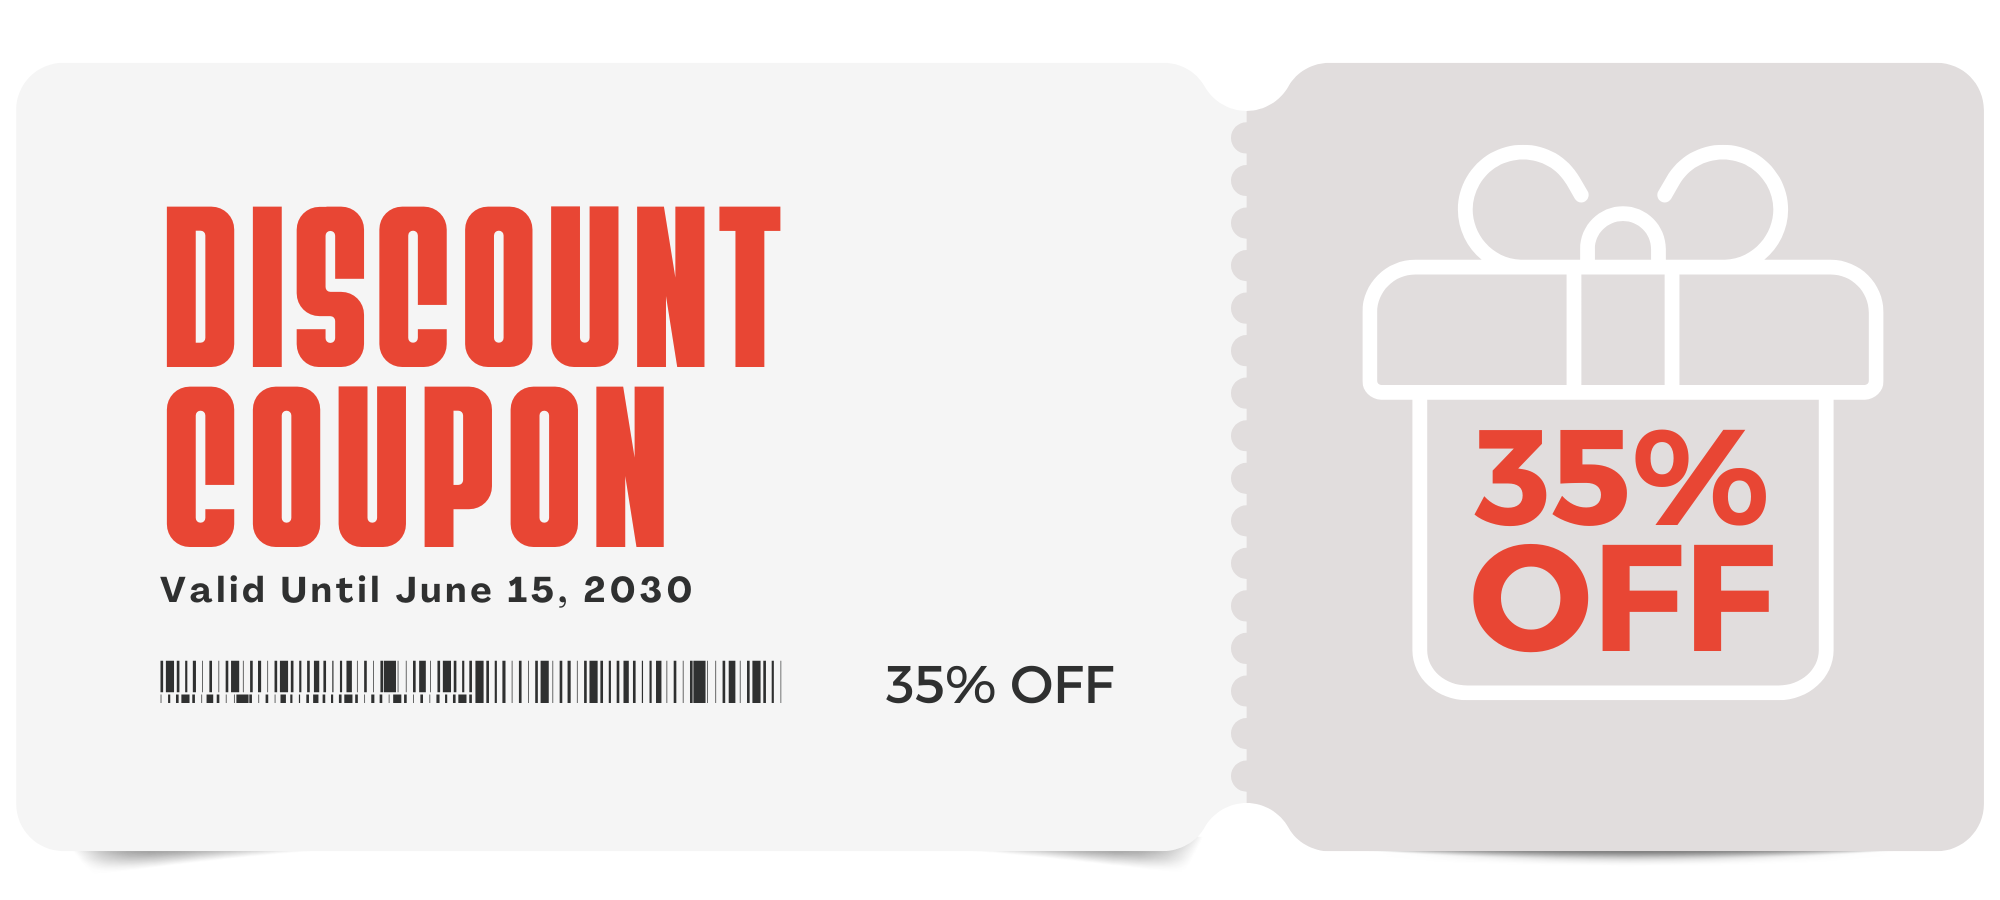 DISCOUNT
COUPON
Valid Until June 15, 2030
35% OFF
35%
OFF